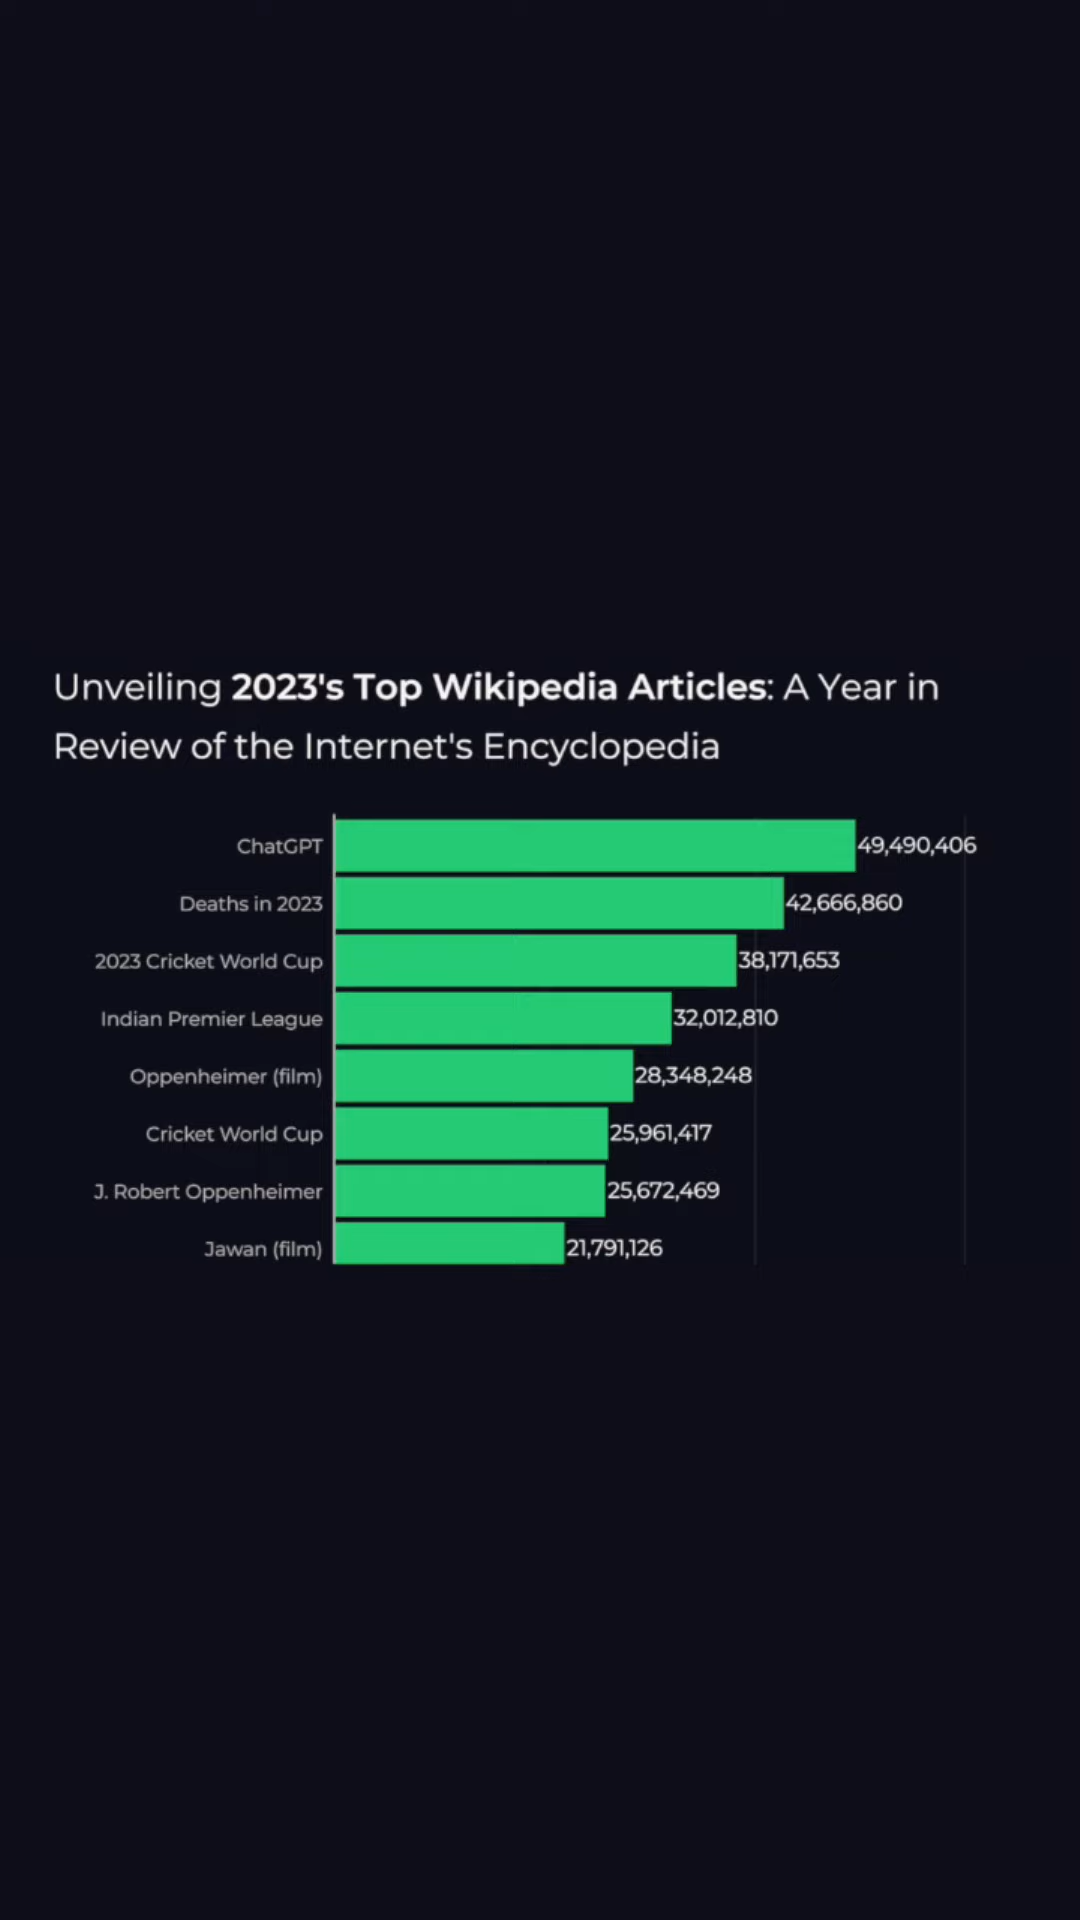 Unveiling 2023's Top Wikipedia Articles: A Year in
Review of the Internet's Encyclopedia
ChatGPT 49,490,406
Deaths in 2023 42,666,860
2023 Cricket World Cup 38,171,653
Indian Premier League 32,012,810
Oppenheimer (film) 28,348,248
Cricket World Cup 25,961,417
J. Robert Oppenheimer 25,672,469
Jawan (film) 21,791,126